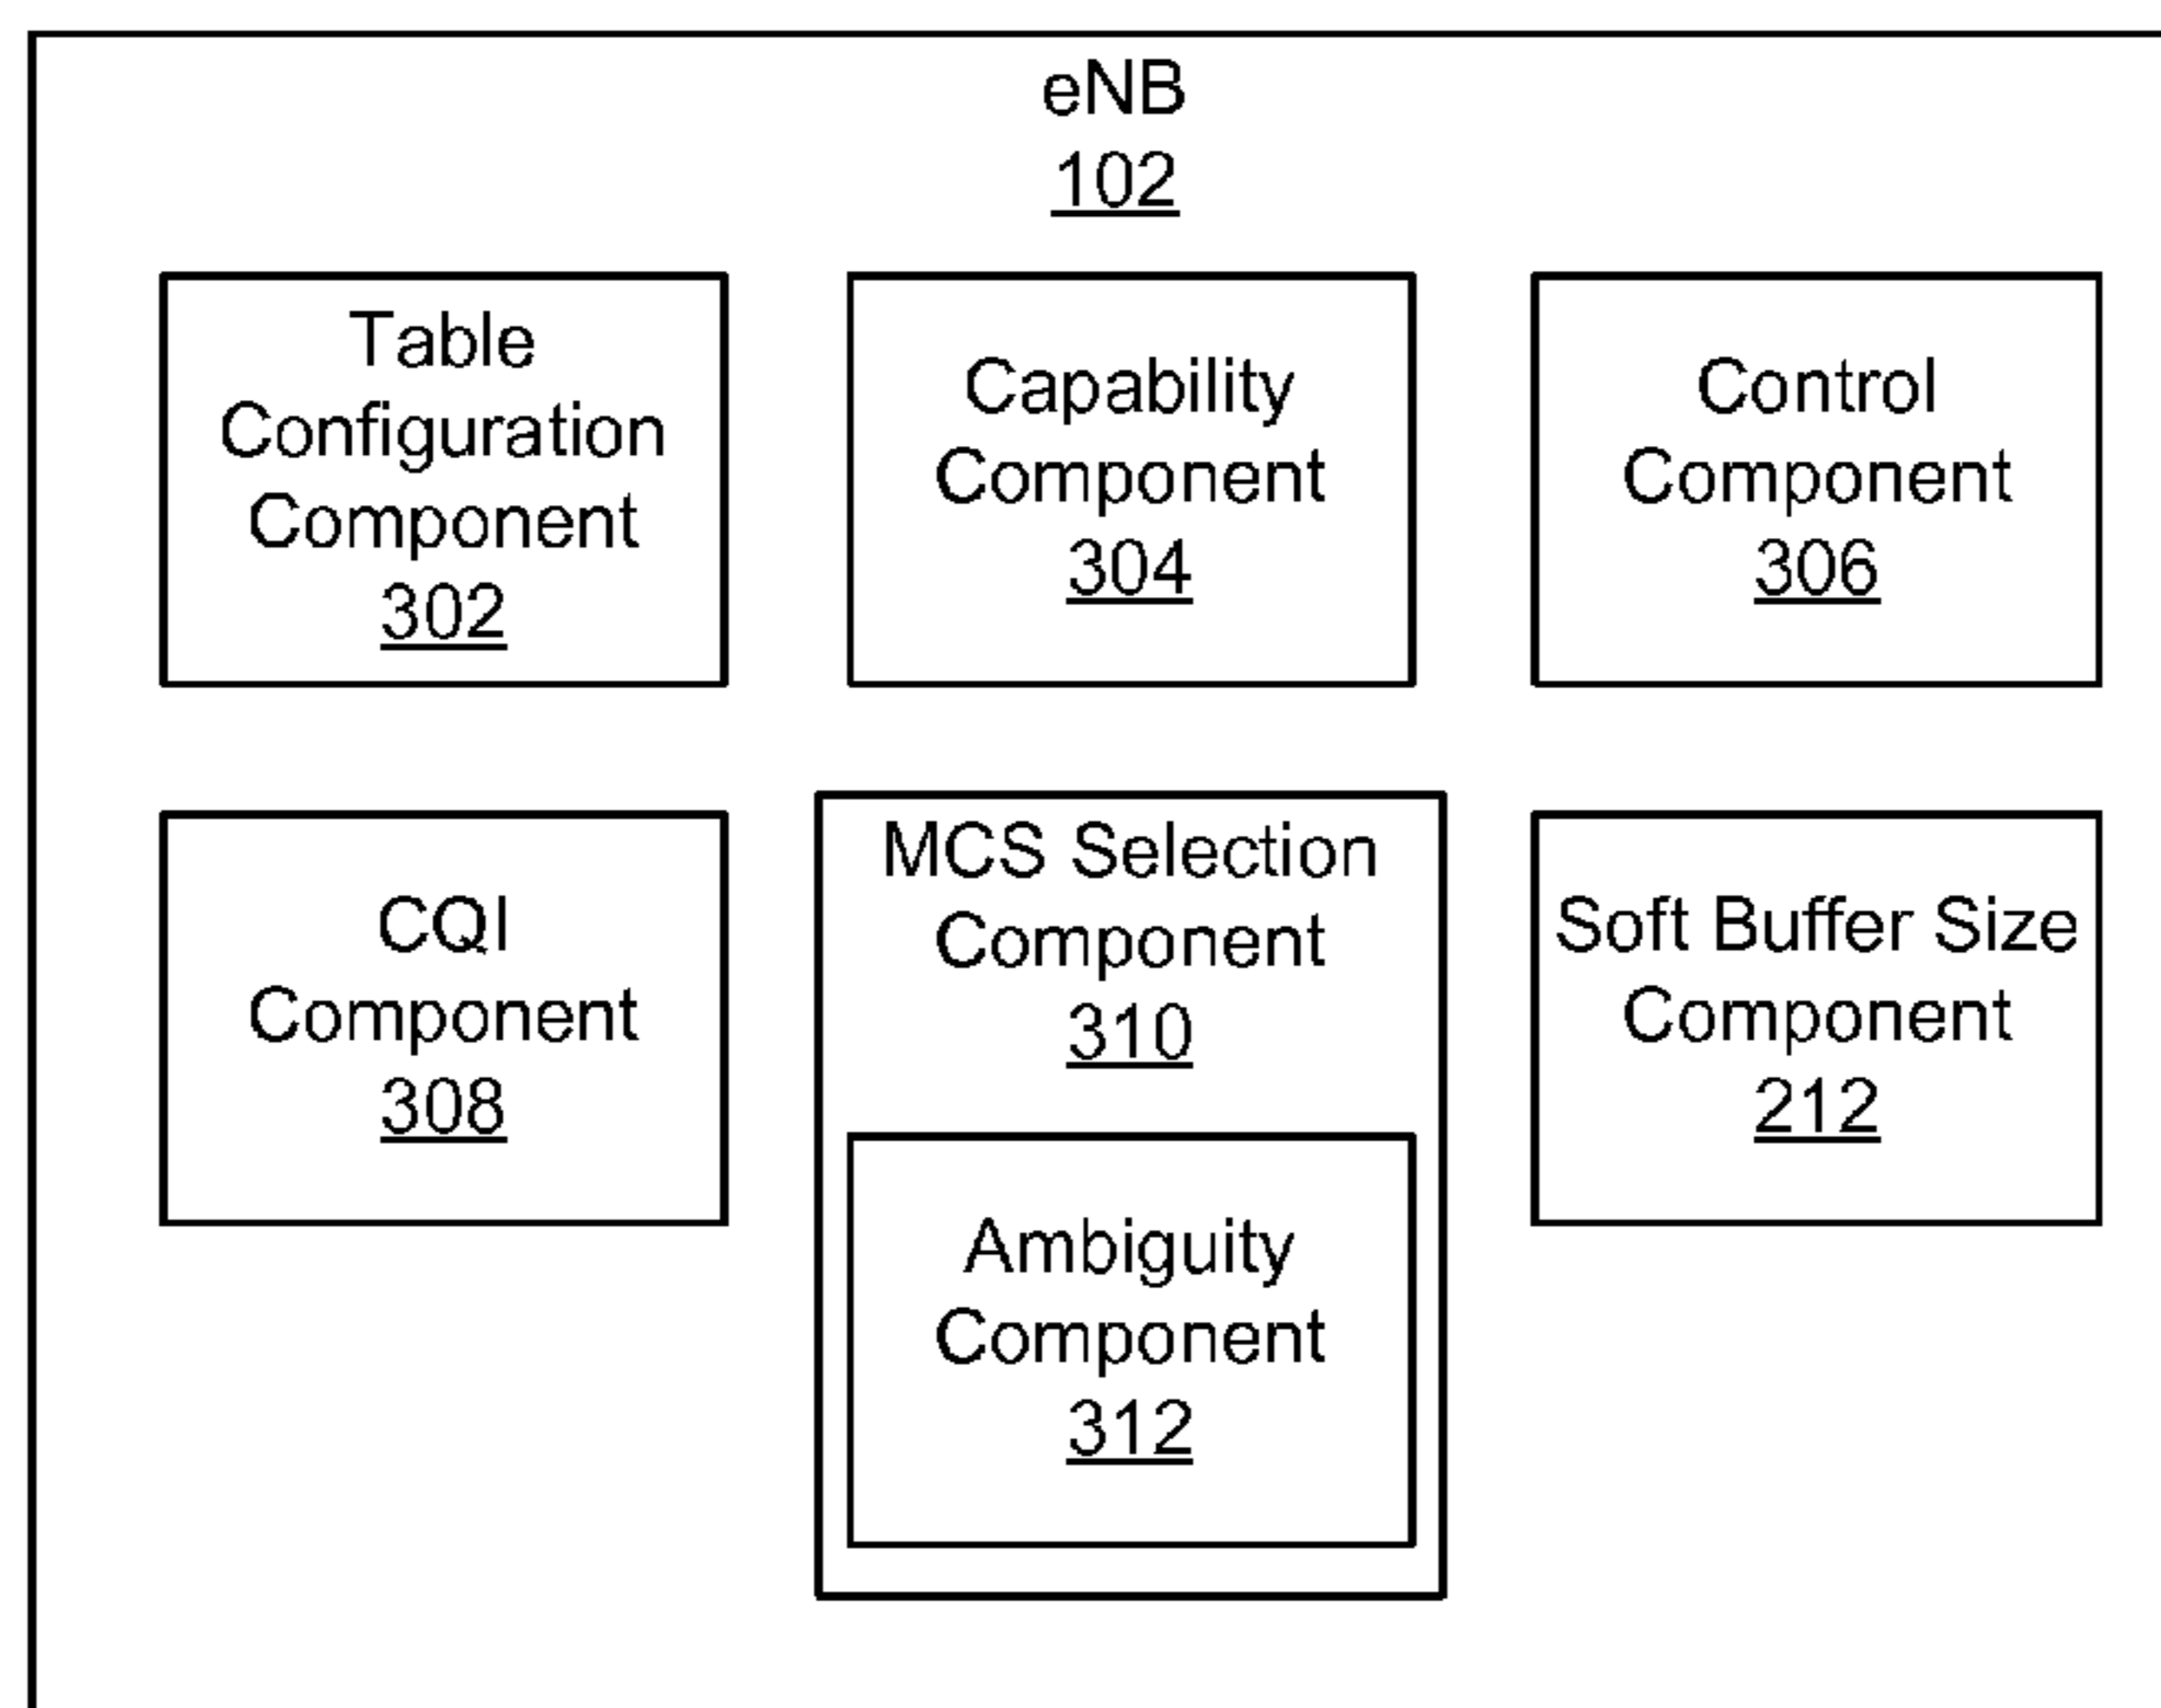 eNB
102
Table
Configuration
Component
302
Capability
Component
304
Control
Component
306
CQI
Component
308
MCS Selection
Component
310
Ambiguity
Component
312
Soft Buffer Size
Component
212